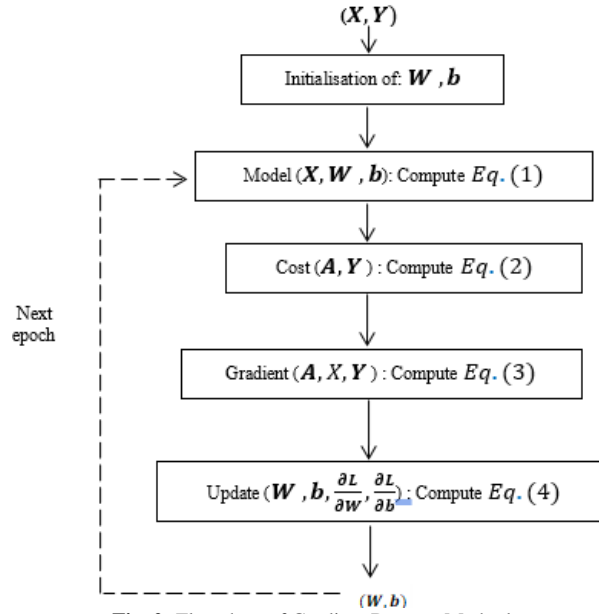 (X, Y)
Initialisation of: W , b
Model (X, W , b): Compute Eq. (1)
Cost (A, Y ) : Compute Eq. (2)
Next
epoch
Gradient (A, X, Y ) : Compute Eq. (3)
Update (W , b, ∂L/∂W, ∂L/∂b) : Compute Eq. (4)
(W, b)